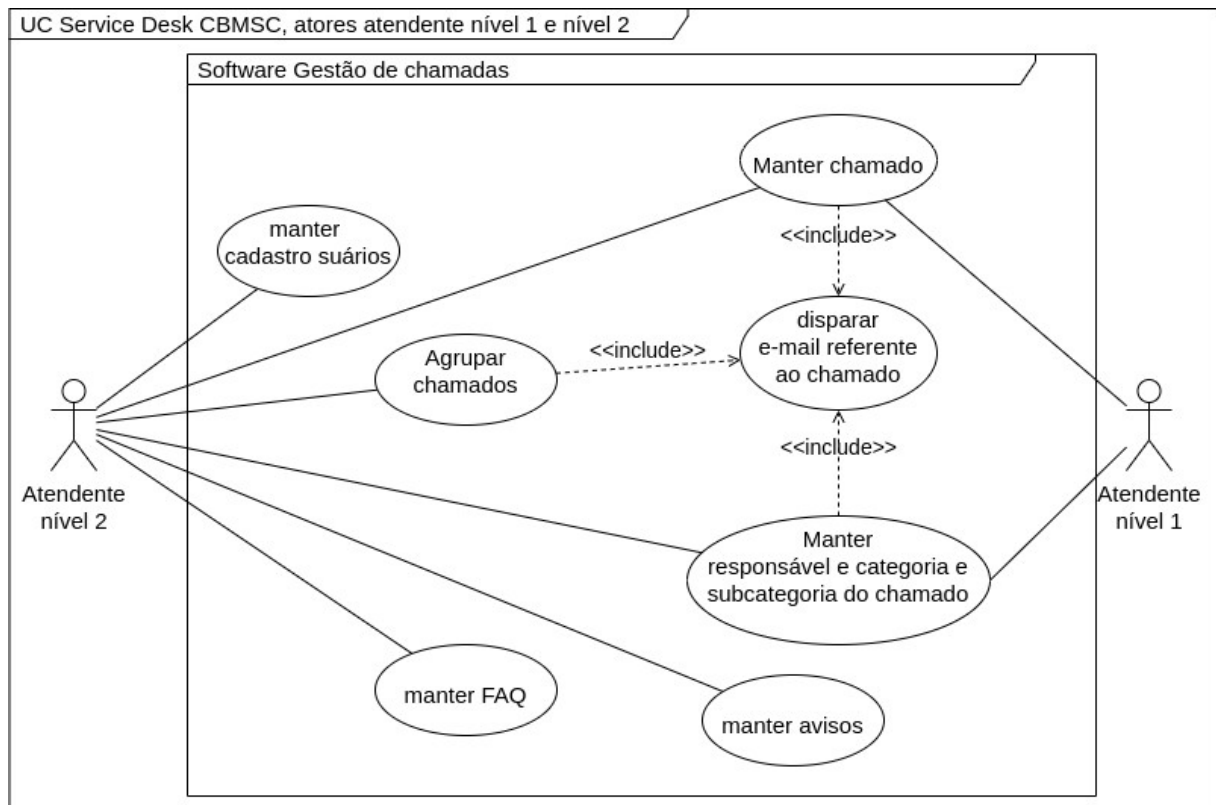 UC Service Desk CBMSC, atores atendente nível 1 e nível 2
Software Gestão de chamadas
Manter chamado
manter
cadastro suários
<<include>>
disparar
e-mail referente
ao chamado
Agrupar
chamados
<<include>>
<<include>>
Atendente
nível 2
Atendente
nível 1
Manter
responsável e categoria e
subcategoria do chamado
manter FAQ
manter avisos